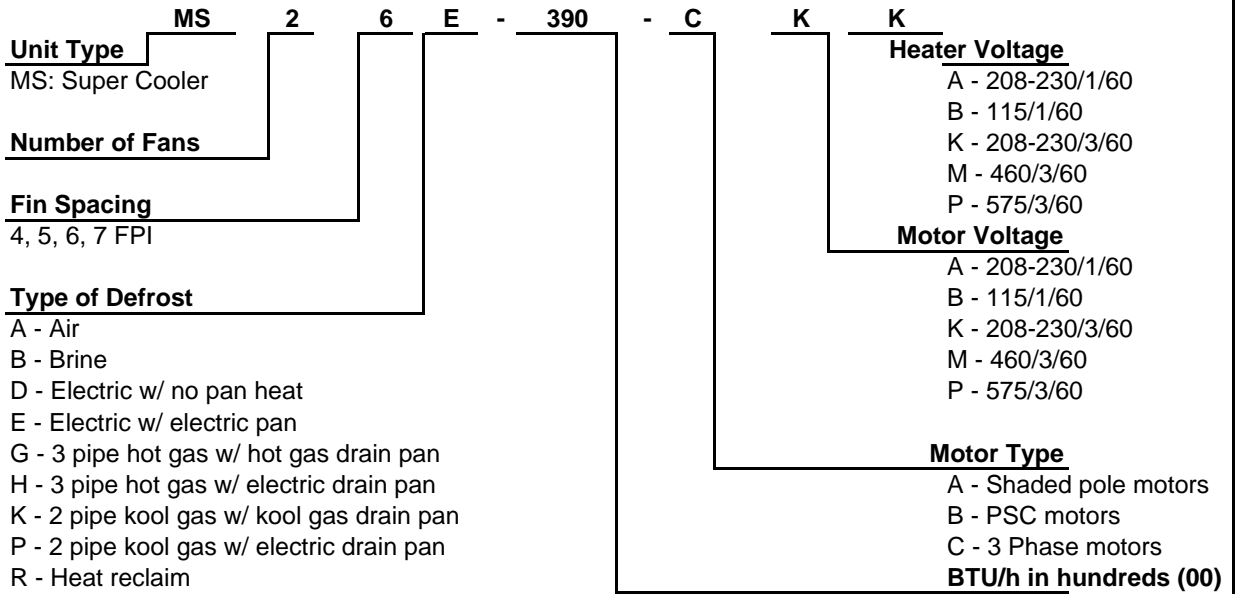 MS 2 6 E - 390 - C K K
Unit Type
MS: Super Cooler
Number of Fans
Fin Spacing
4, 5, 6, 7 FPI
Type of Defrost
A - Air
B - Brine
D - Electric w/ no pan heat
E - Electric w/ electric pan
G - 3 pipe hot gas w/ hot gas drain pan
H - 3 pipe hot gas w/ electric drain pan
K - 2 pipe kool gas w/ kool gas drain pan
P - 2 pipe kool gas w/ electric drain pan
R - Heat reclaim
Heater Voltage
A - 208-230/1/60
B - 115/1/60
K - 208-230/3/60
M - 460/3/60
P - 575/3/60
Motor Voltage
A - 208-230/1/60
B - 115/1/60
K - 208-230/3/60
M - 460/3/60
P - 575/3/60
Motor Type
A - Shaded pole motors
B - PSC motors
C - 3 Phase motors
BTU/h in hundreds (00)